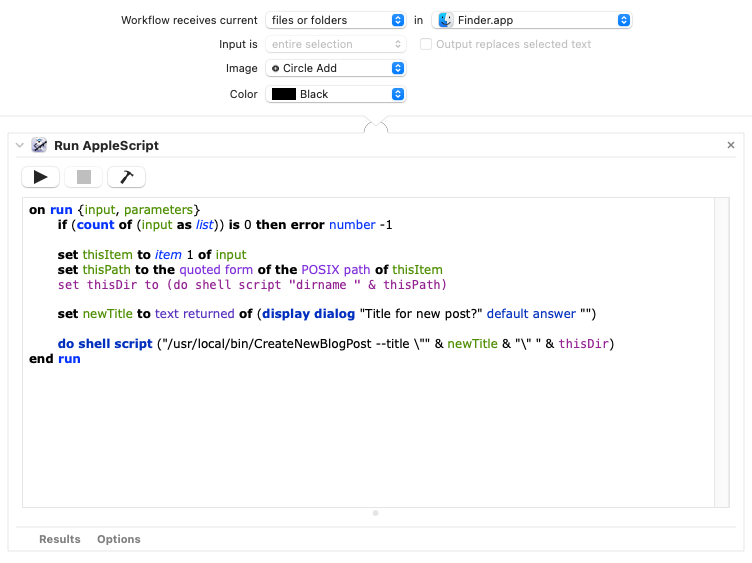 Workflow receives current files or folders in Finder.app
Input is entire selection Output replaces selected text
Image Circle Add
Color Black
Run AppleScript
on run {input, parameters}
if (count of (input as list)) is 0 then error number -1
set thisItem to item 1 of input
set thisPath to the quoted form of the POSIX path of thisItem
set thisDir to (do shell script "dirname " & thisPath)
set newTitle to text returned of (display dialog "Title for new post?" default answer "")
do shell script ("/usr/local/bin/CreateNewBlogPost --title \"" & newTitle & "\" " & thisDir)
end run
Results Options